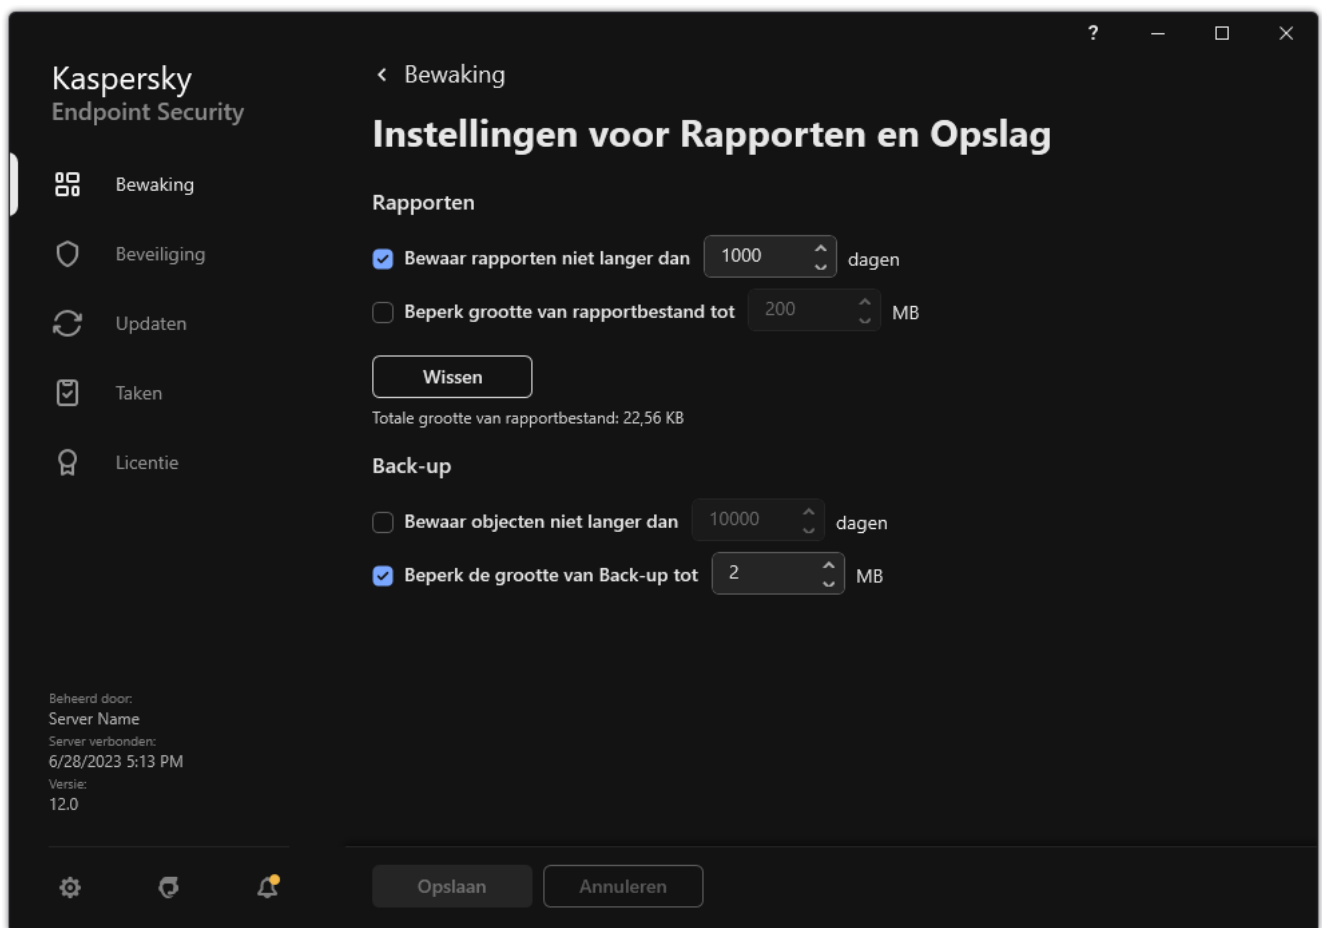 ?
Kaspersky
Endpoint Security
Bewaking
Beveiliging
Updaten
Taken
Licentie
Beheerd door:
Server Name
Server verbonden:
6/28/2023 5:13 PM
Versie:
12.0
Bewaking
Instellingen voor Rapporten en Opslag
Rapporten
Bewaar rapporten niet langer dan 1000 dagen
Beperk grootte van rapportbestand tot 200 MB
Wissen
Totale grootte van rapportbestand: 22,56 KB
Back-up
Bewaar objecten niet langer dan 10000 dagen
Beperk de grootte van Back-up tot 2 MB
Opslaan Annuleren